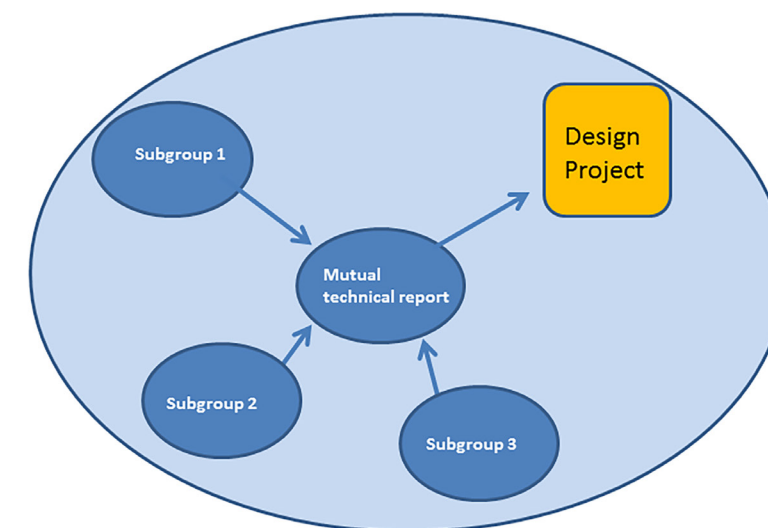 Subgroup 1
Design
Project
Mutual
technical report
Subgroup 2
Subgroup 3